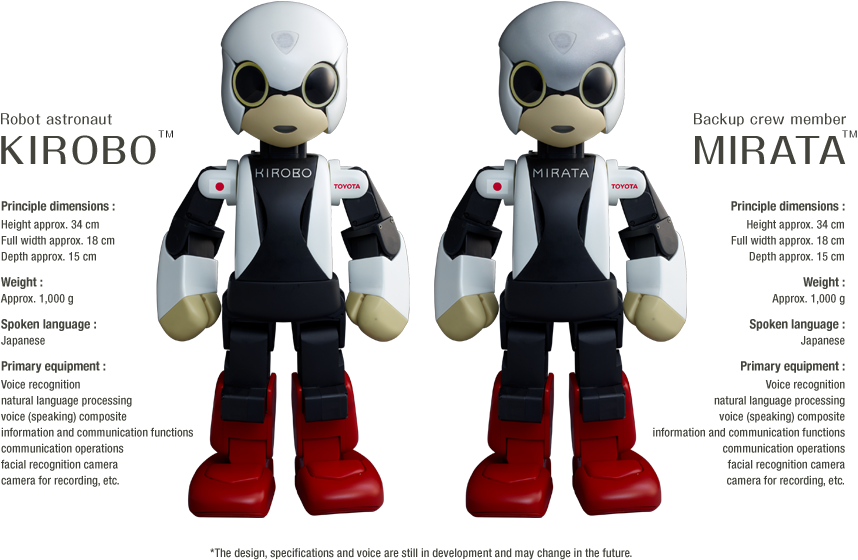 Robot astronaut
KIROBO™
Principle dimensions :
Height approx. 34 cm
Full width approx. 18 cm
Depth approx. 15 cm
Weight :
Approx. 1,000 g
Spoken language :
Japanese
Primary equipment :
Voice recognition
natural language processing
voice (speaking) composite
information and communication functions
communication operations
facial recognition camera
camera for recording, etc.
KIROBO
TOYOTA
MIRATA
TOYOTA
Backup crew member
MIRATA™
Principle dimensions :
Height approx. 34 cm
Full width approx. 18 cm
Depth approx. 15 cm
Weight :
Approx. 1,000 g
Spoken language :
Japanese
Primary equipment :
Voice recognition
natural language processing
voice (speaking) composite
information and communication functions
communication operations
facial recognition camera
camera for recording, etc.
*The design, specifications and voice are still in development and may change in the future.